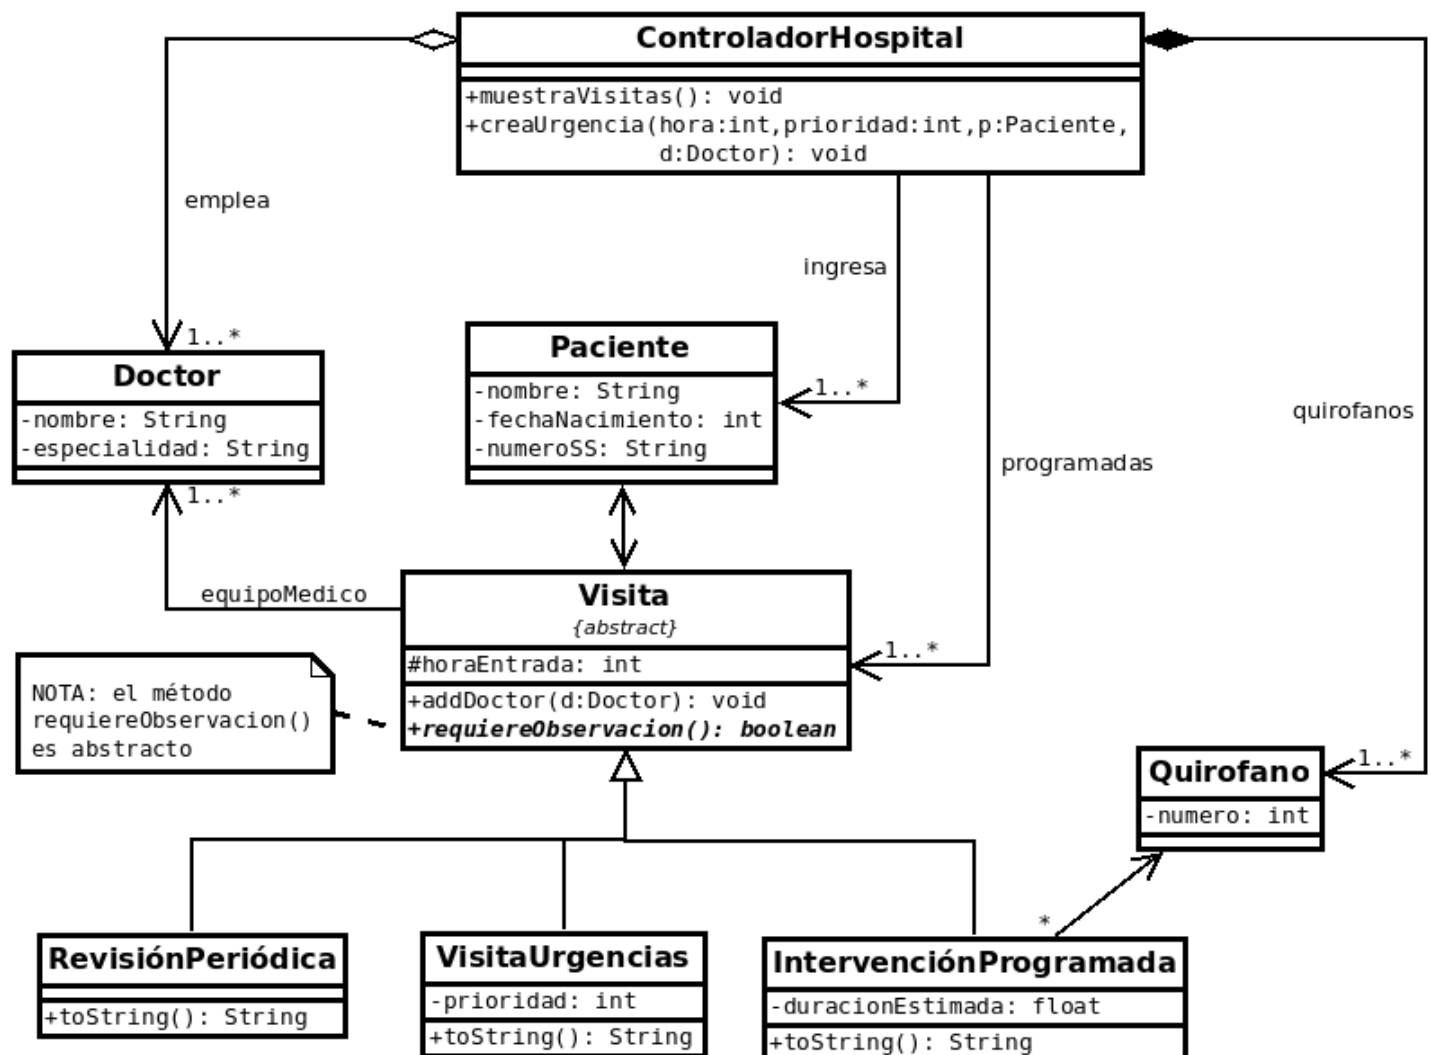 ControladorHospital
+muestraVisitas(): void
+creaUrgencia(hora:int,prioridad:int,p:Paciente,
d:Doctor): void
emplea
ingresa
programadas
quirofanos
1..*
Doctor
-nombre: String
-especialidad: String
1..*
equipoMedico
Paciente
-nombre: String
-fechaNacimiento: int
-numeroSS: String
1..*
Visita
{abstract}
#horaEntrada: int
+addDoctor(d:Doctor): void
+requiereObservacion(): boolean
1..*
NOTA: el método
requiereObservacion()
es abstracto
Quirofano
-numero: int
1..*
*
RevisiónPeriódica
+toString(): String
VisitaUrgencias
-prioridad: int
+toString(): String
IntervenciónProgramada
-duracionEstimada: float
+toString(): String